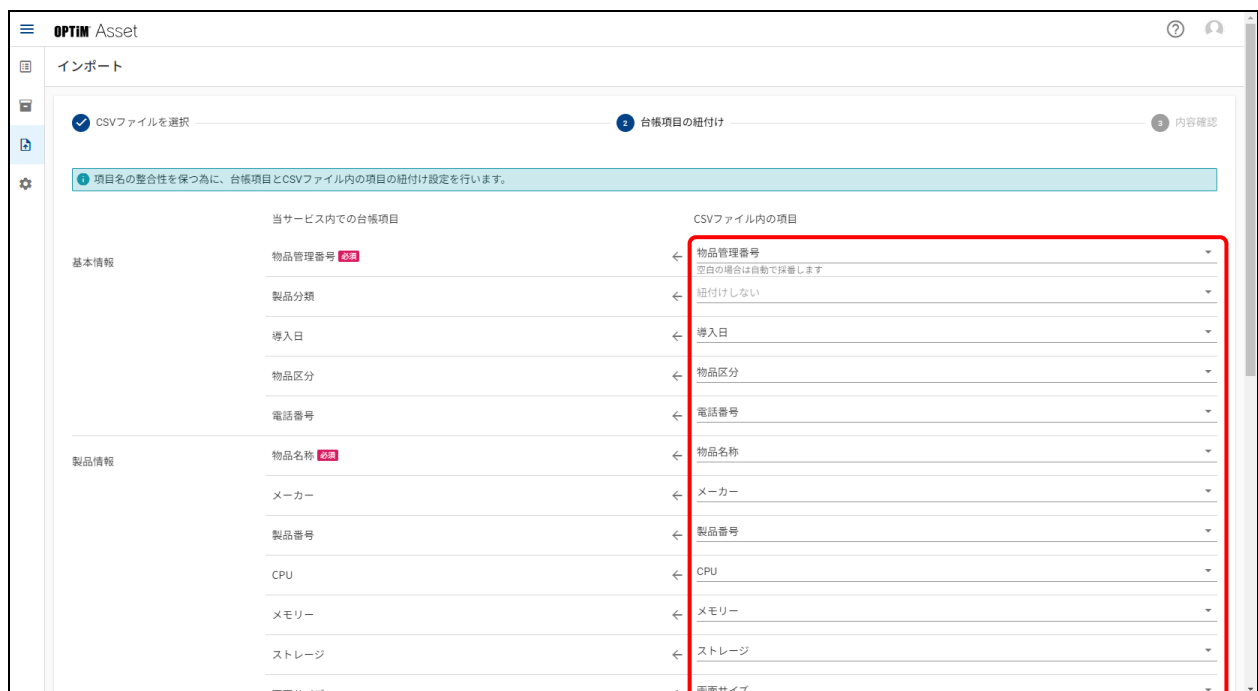 OPTiM Asset
インポート
CSVファイルを選択
2 台帳項目の紐付け
3 内容確認
項目名の整合性を保つ為に、台帳項目とCSVファイル内の項目の紐付け設定を行います。
当サービス内での台帳項目 CSVファイル内の項目
基本情報 物品管理番号 必須 ← 物品管理番号
空白の場合は自動で採番します
製品分類 ← 紐付けしない
導入日 ← 導入日
物品区分 ← 物品区分
電話番号 ← 電話番号
製品情報 物品名称 必須 ← 物品名称
メーカー ← メーカー
製品番号 ← 製品番号
CPU ← CPU
メモリー ← メモリー
ストレージ ← ストレージ
画面サイズ